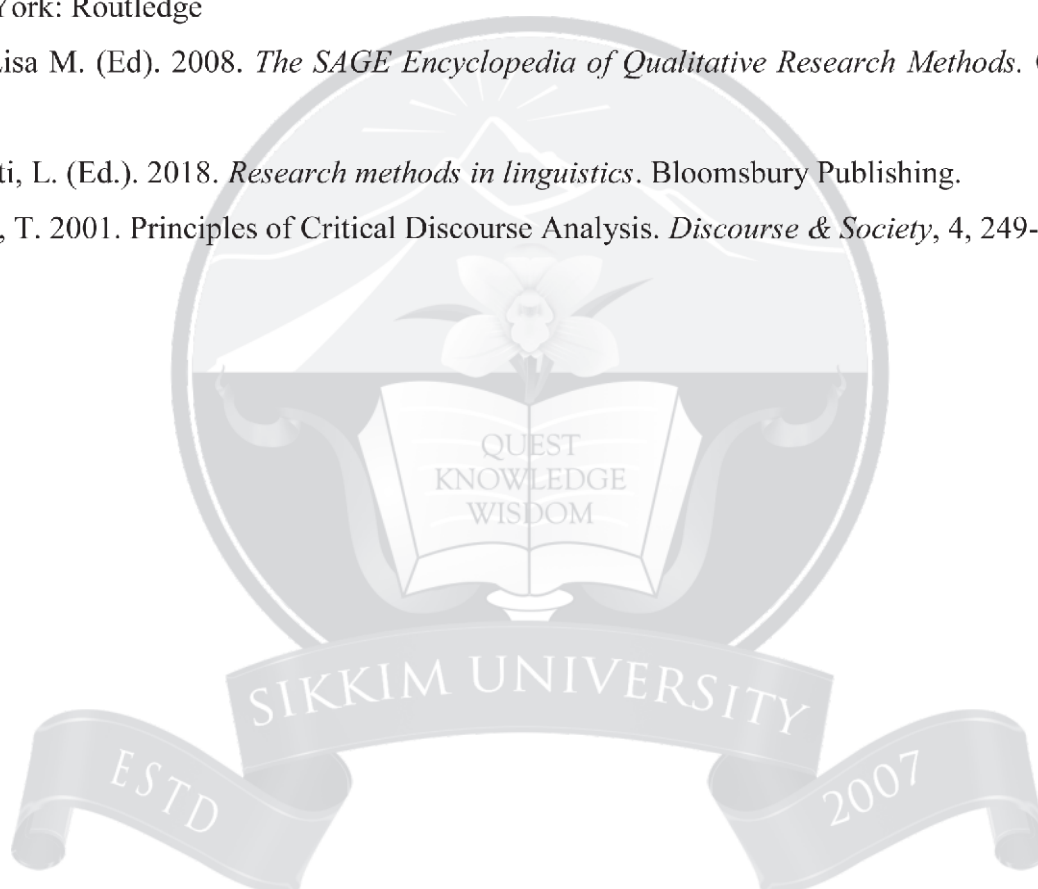 York: Routledge
Lisa M. (Ed). 2008. The SAGE Encyclopedia of Qualitative Research Methods.
ti, L. (Ed.). 2018. Research methods in linguistics. Bloomsbury Publishing.
, T. 2001. Principles of Critical Discourse Analysis. Discourse & Society, 4, 249-
QUEST
KNOWLEDGE
WISDOM
SIKKIM UNIVERSITY
ESTD
2007